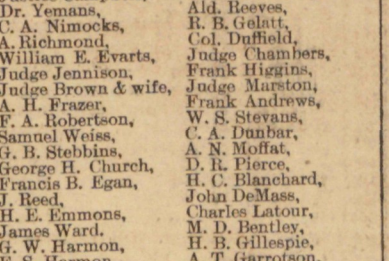 Dr. Yemans,
C. A. Nimocks,
A. Richmond,
William E. Evarts,
Judge Jennison,
Judge Brown & wife,
A. H. Frazer,
F. A. Robertson,
Samuel Weiss,
G. B. Stebbins,
George H. Church,
Francis B. Egan,
J. Reed,
H. E. Emmons,
James Ward.
G. W. Harmon,
Ald. Reeves,
R. B. Gelatt,
Col. Duffield,
Judge Chambers,
Frank Higgins,
Judge Marston,
Frank Andrews,
W. S. Stevans,
C. A. Dunbar,
A. N. Moffat,
D. R. Pierce,
H. C. Blanchard,
John DeMass,
Charles Latour,
M. D. Bentley,
H. B. Gillespie,
A. T. Garrotson,